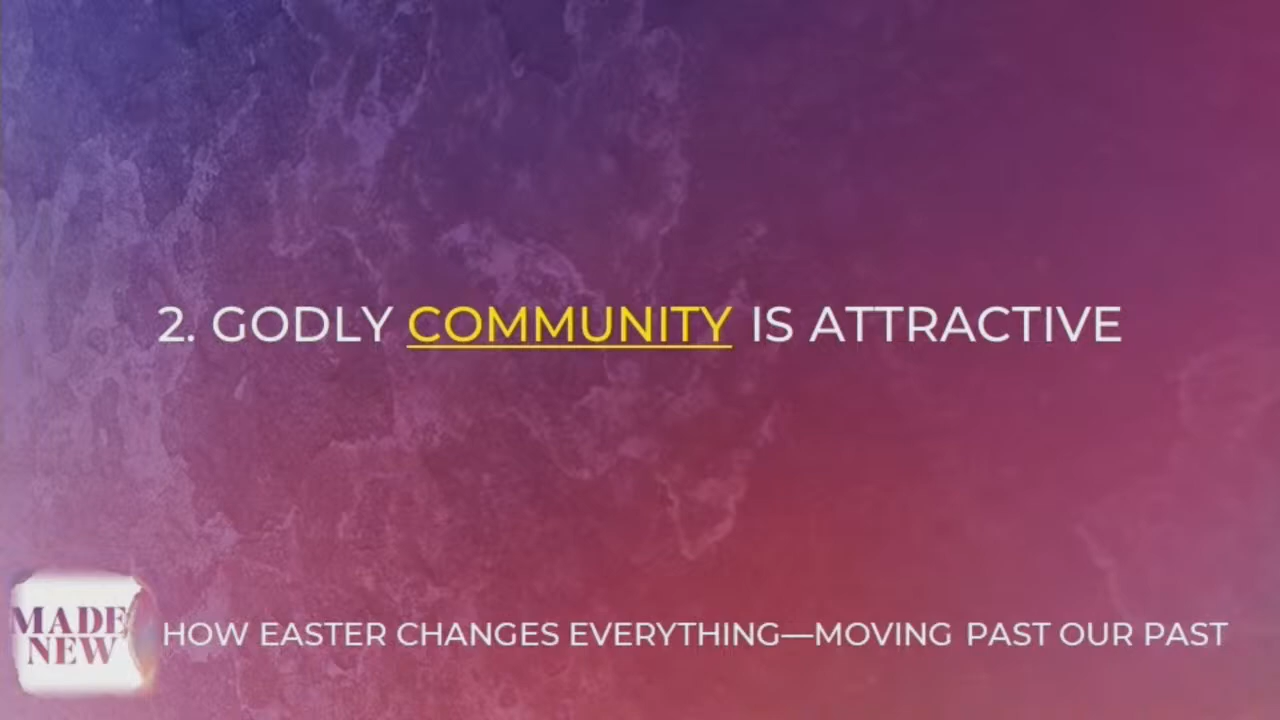 2. GODLY COMMUNITY IS ATTRACTIVE
MADE
NEW
HOW EASTER CHANGES EVERYTHING—MOVING PAST OUR PAST